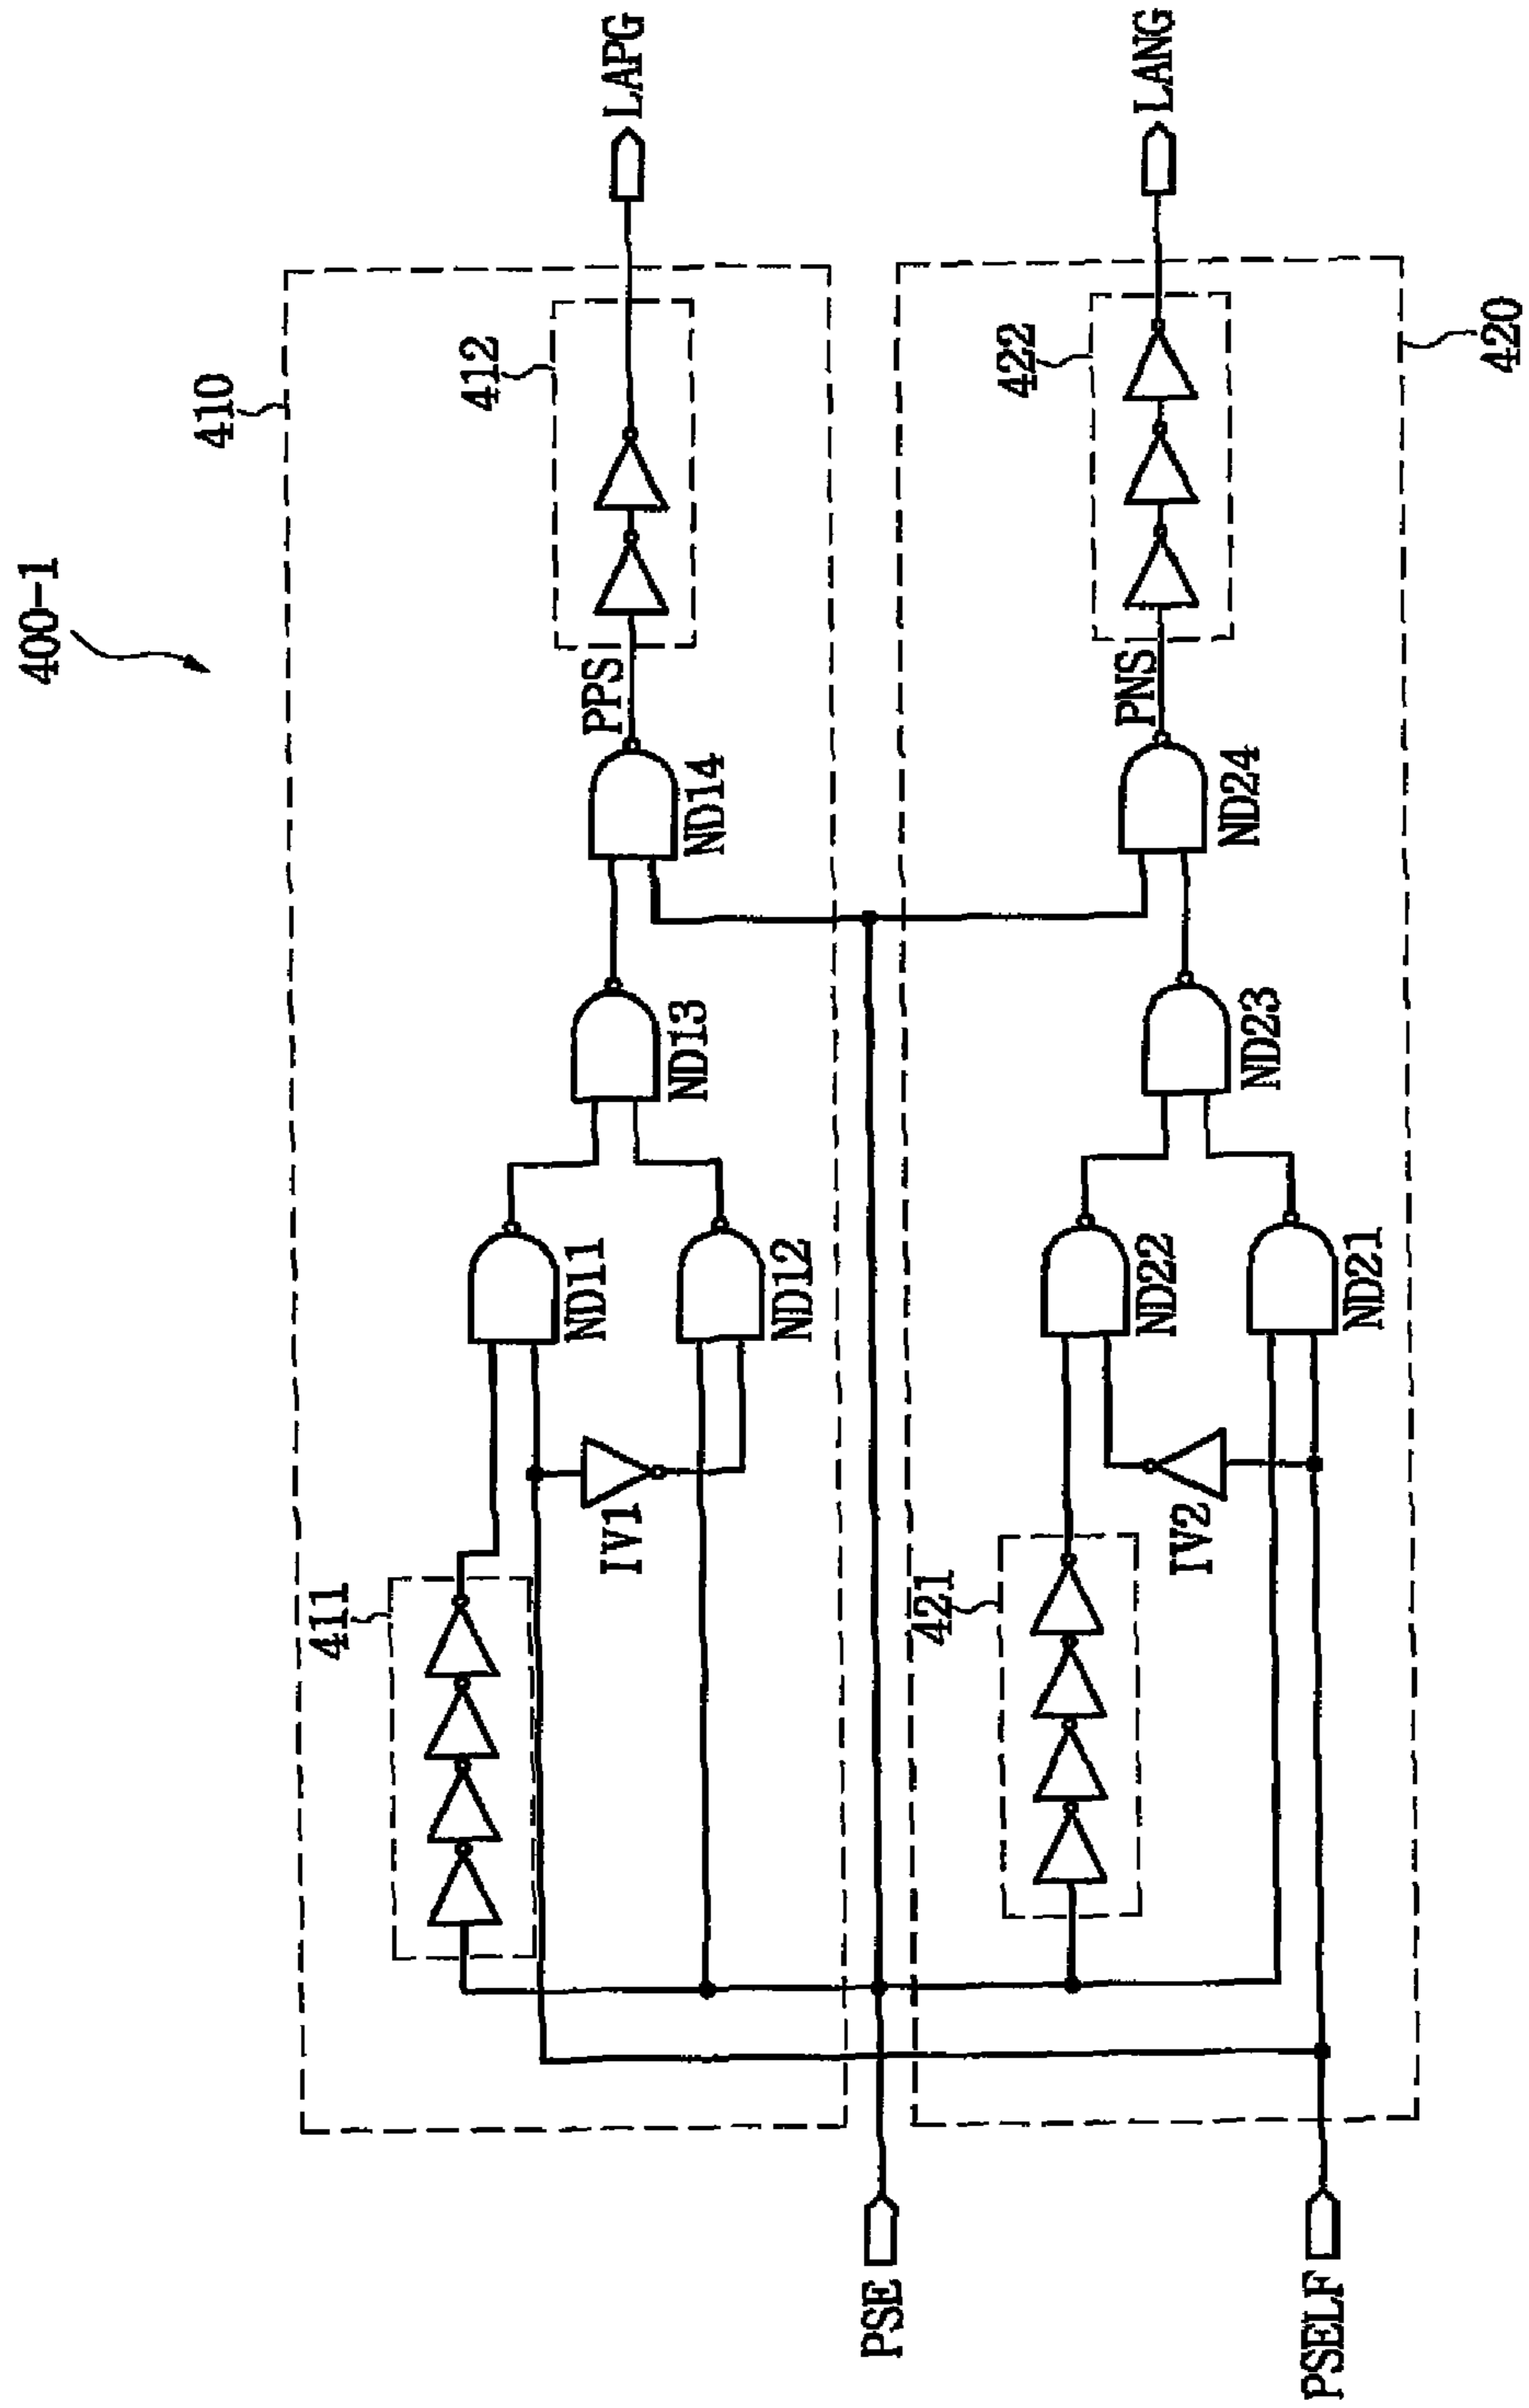 400-1
410
411
412
LAPG
PPS
ND11
ND13
ND14
IV1
ND12
PSE
421
422
LANG
PNS
ND22
ND23
ND24
IV2
ND21
PSELF
420